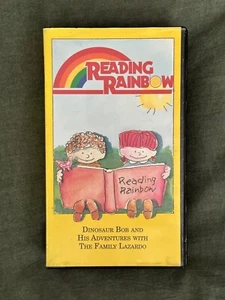 READING
RAINBOW
Reading
Rainbow
DINOSAUR BOB AND
HIS ADVENTURES WITH
THE FAMILY LAZARDO